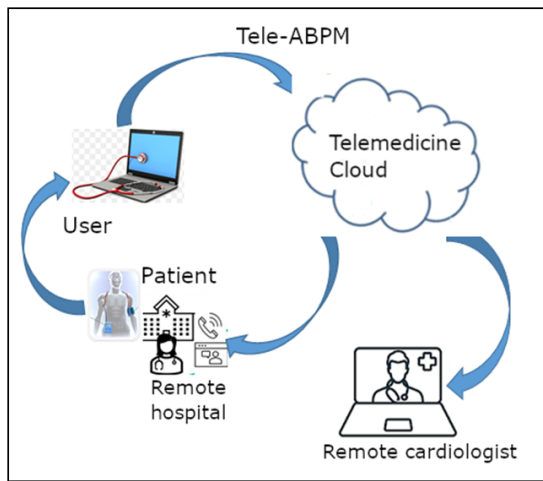 Tele-ABPM
Telemedicine
Cloud
User
Patient
Remote
hospital
Remote cardiologist